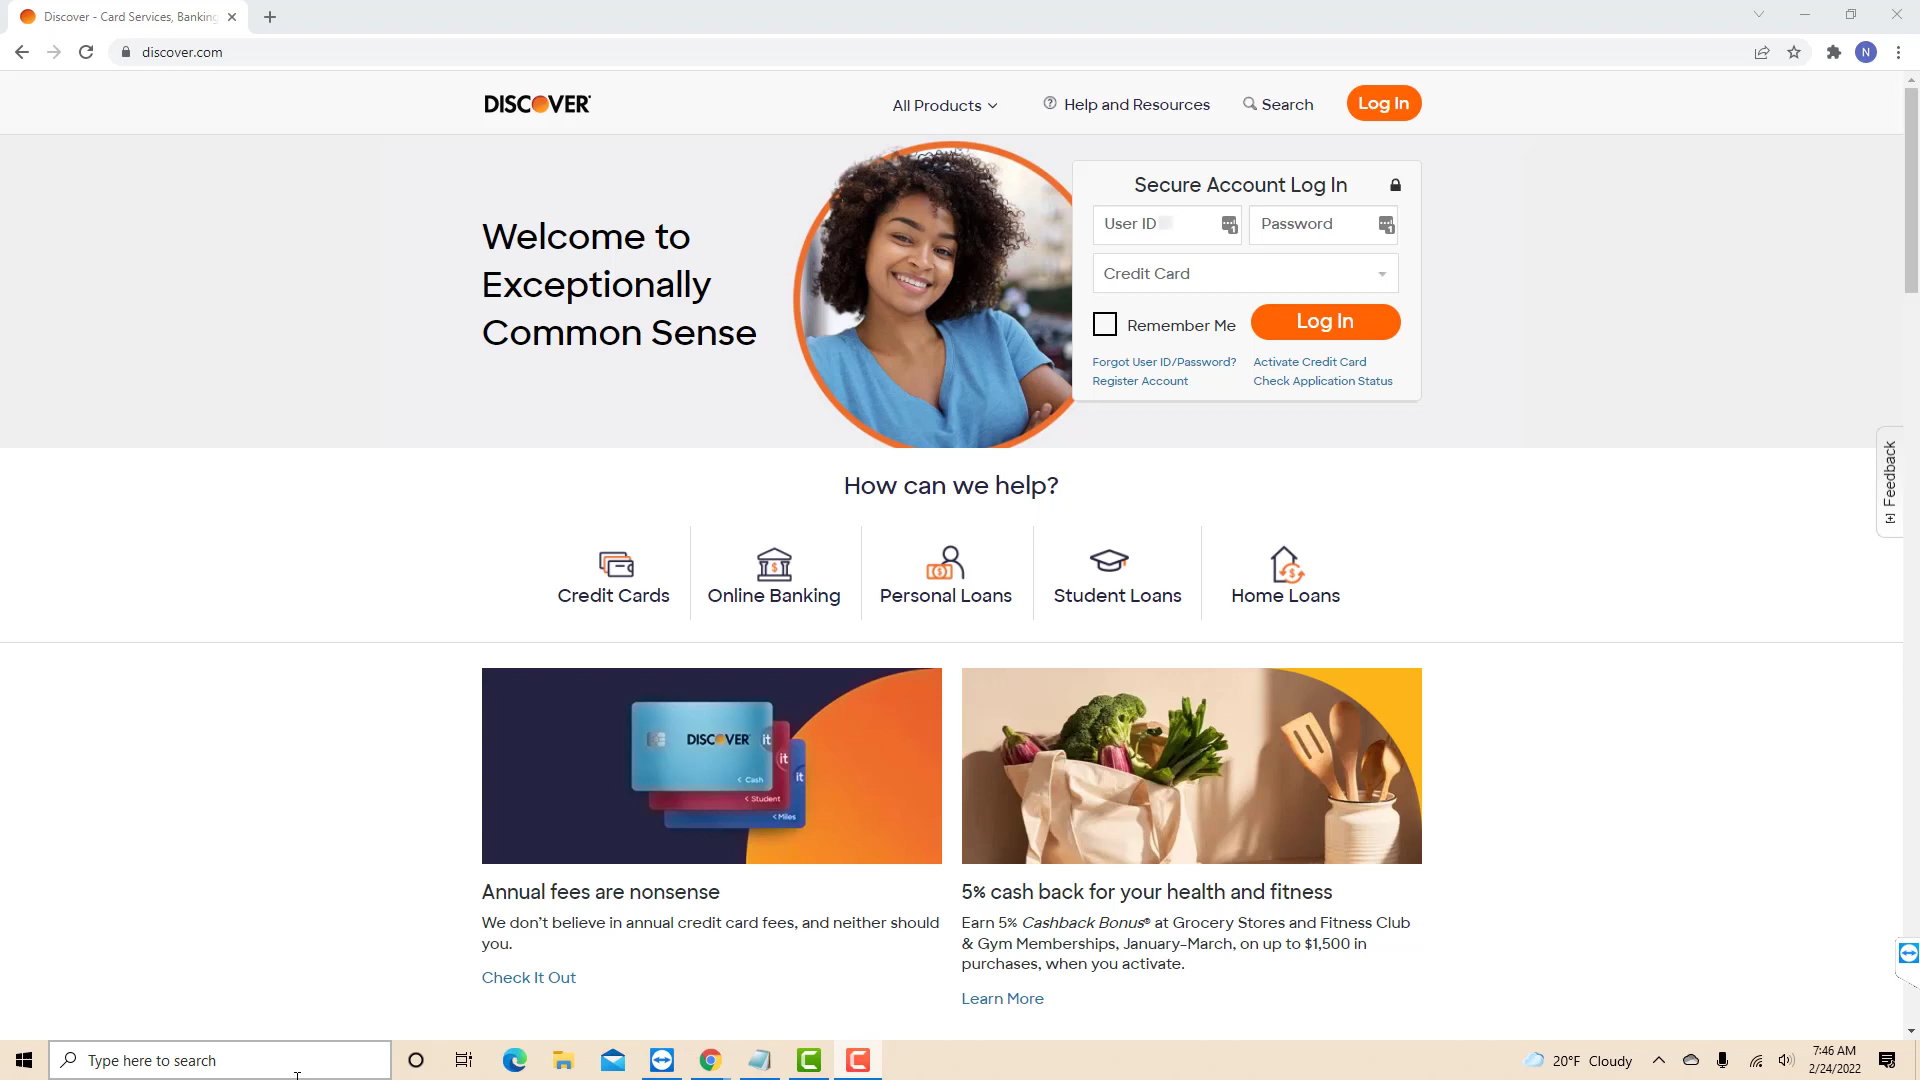 Discover - Card Services, Banking
discover.com
DISCOVER
All Products
Help and Resources
Search
Log In
Welcome to
Exceptionally
Common Sense
Secure Account Log In
User ID
Password
Credit Card
Remember Me
Log In
Forgot User ID/Password?
Activate Credit Card
Register Account
Check Application Status
[+] Feedback
How can we help?
Credit Cards
Online Banking
Personal Loans
Student Loans
Home Loans
DISCOVER it
< Cash
it
< Student
it
< Miles
Annual fees are nonsense
We don't believe in annual credit card fees, and neither should
you.
Check It Out
5% cash back for your health and fitness
Earn 5% Cashback Bonus® at Grocery Stores and Fitness Club
& Gym Memberships, January-March, on up to $1,500 in
purchases, when you activate.
Learn More
Type here to search
20°F Cloudy
7:46 AM
2/24/2022
N